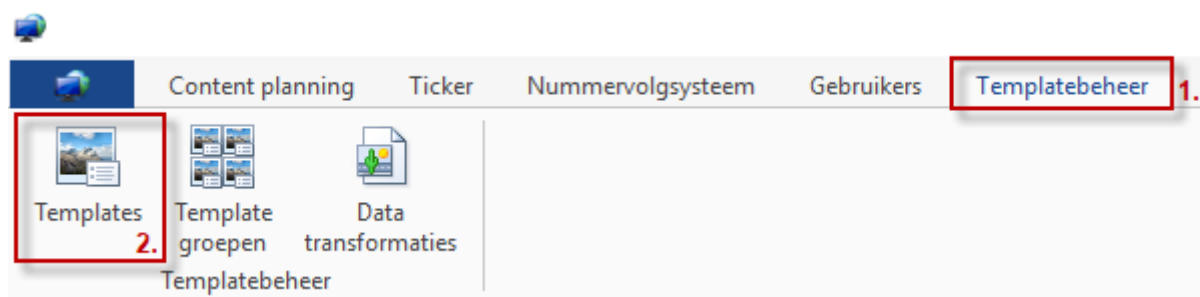 Content planning Ticker Nummervolgsysteem Gebruikers Templatebeheer 1.
Templates Template Data
2. groepen transformaties
Templatebeheer